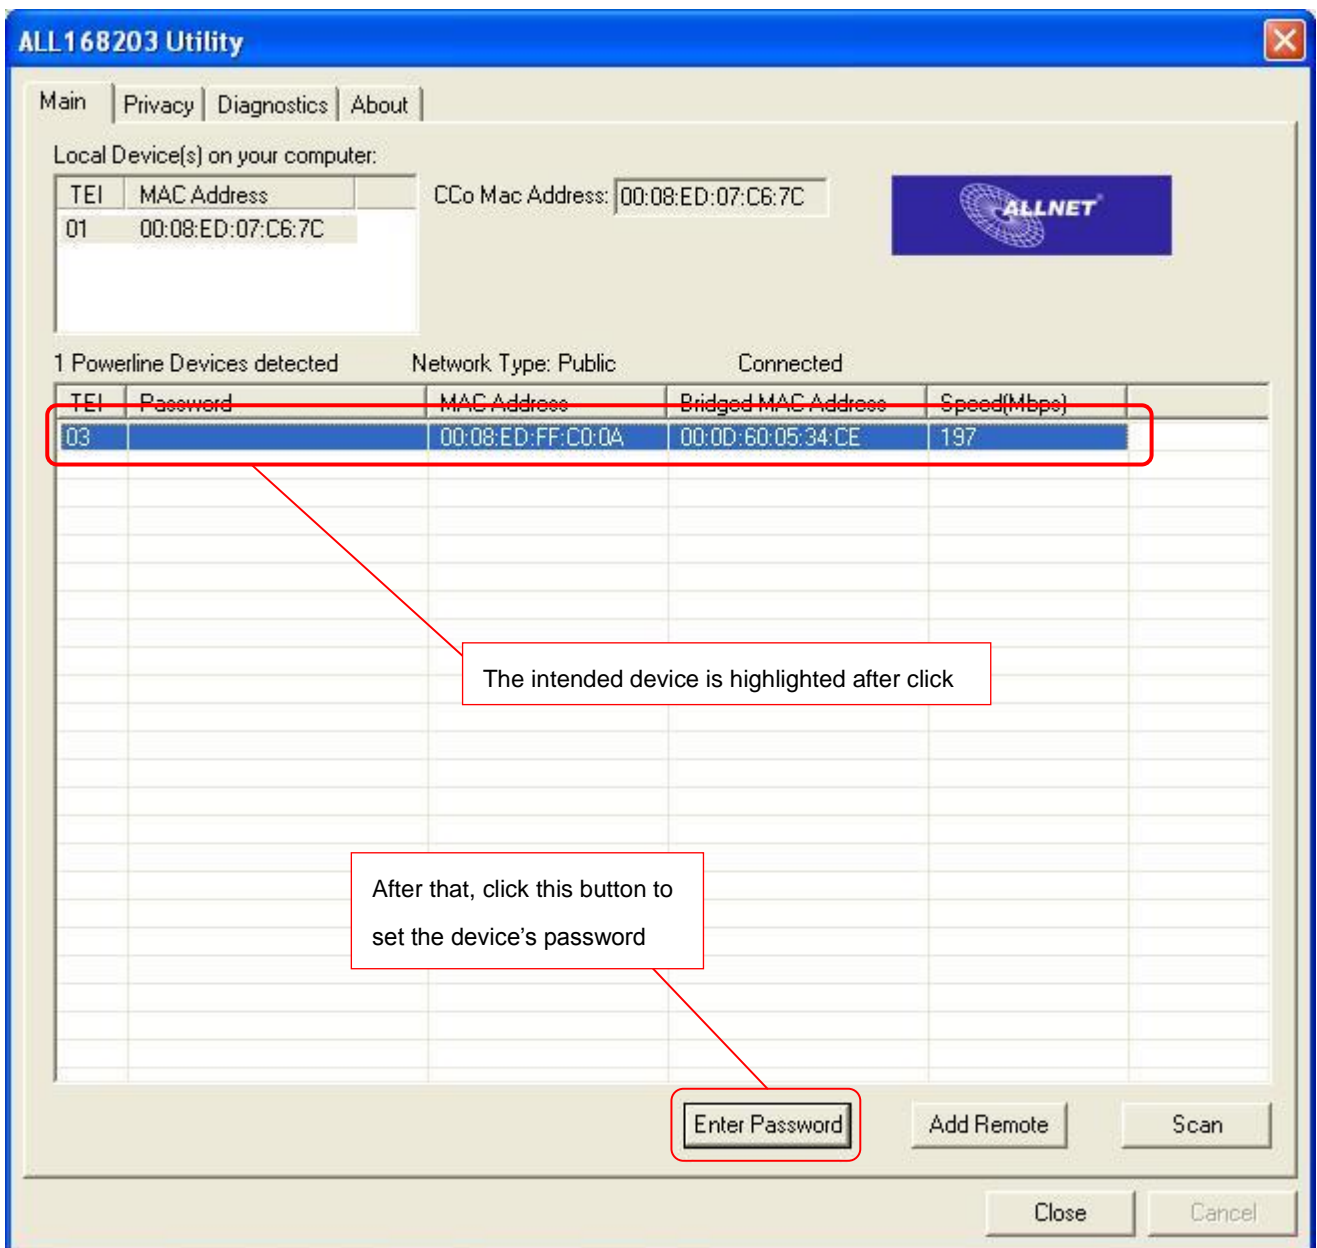 ALL168203 Utility
Main Privacy Diagnostics About
Local Device(s) on your computer:
TEI MAC Address
01 00:08:ED:07:C6:7C
CCo Mac Address: 00:08:ED:07:C6:7C
ALLNET
1 Powerline Devices detected Network Type: Public Connected
TEI Password MAC Address Bridged MAC Address Speed(Mbps)
03 00:08:ED:FF:C0:0A 00:0D:60:05:34:CE 197
The intended device is highlighted after click
After that, click this button to
set the device’s password
Enter Password Add Remote Scan
Close Cancel